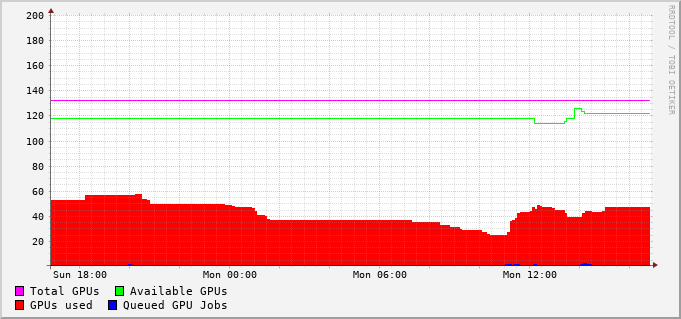 200
180
160
140
120
100
80
60
40
20
Sun 18:00 Mon 00:00 Mon 06:00 Mon 12:00
Total GPUs Available GPUs
GPUs used Queued GPU Jobs
RRDTOOL / TOBI OETIKER